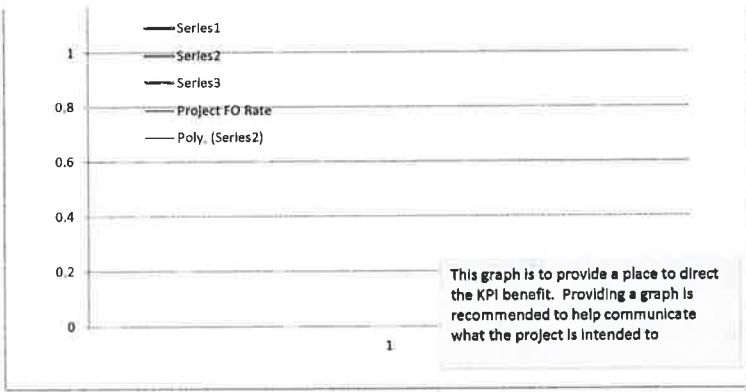 Series1
1
Series2
Series3
0.8
Project FO Rate
Poly. (Series2)
0.6
0.4
0.2
0
1
This graph is to provide a place to direct
the KPI benefit. Providing a graph is
recommended to help communicate
what the project is intended to